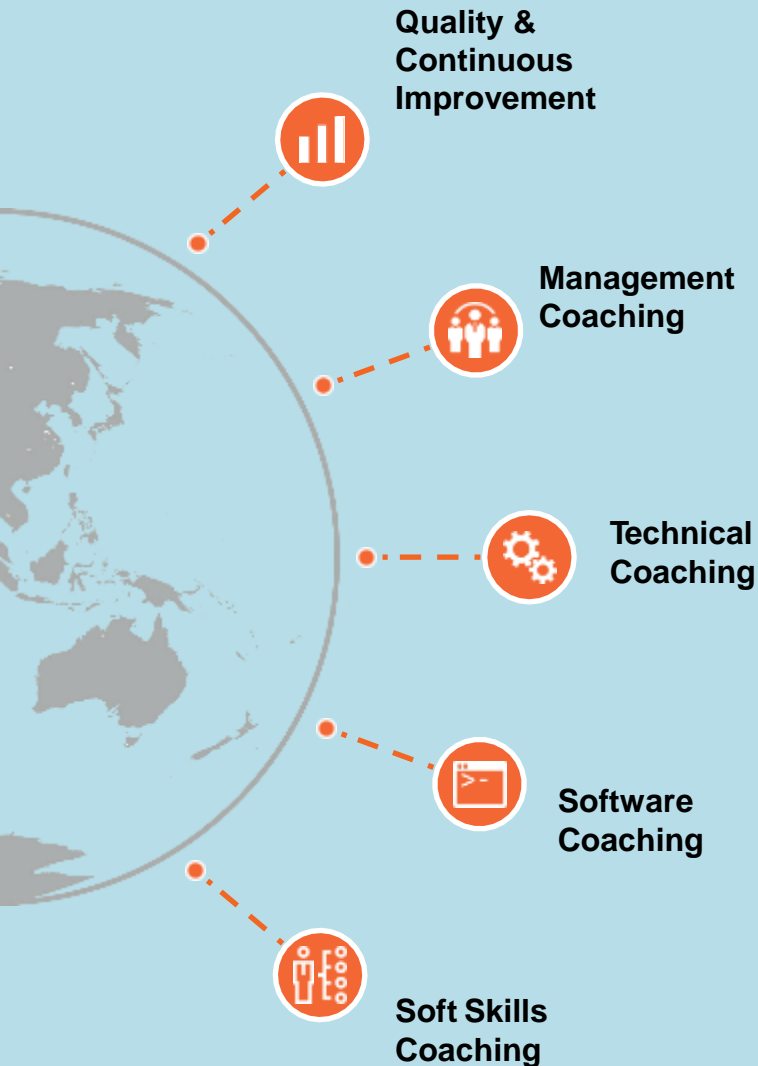 Quality &
Continuous
Improvement
Management
Coaching
Technical
Coaching
>-
Software
Coaching
Soft Skills
Coaching